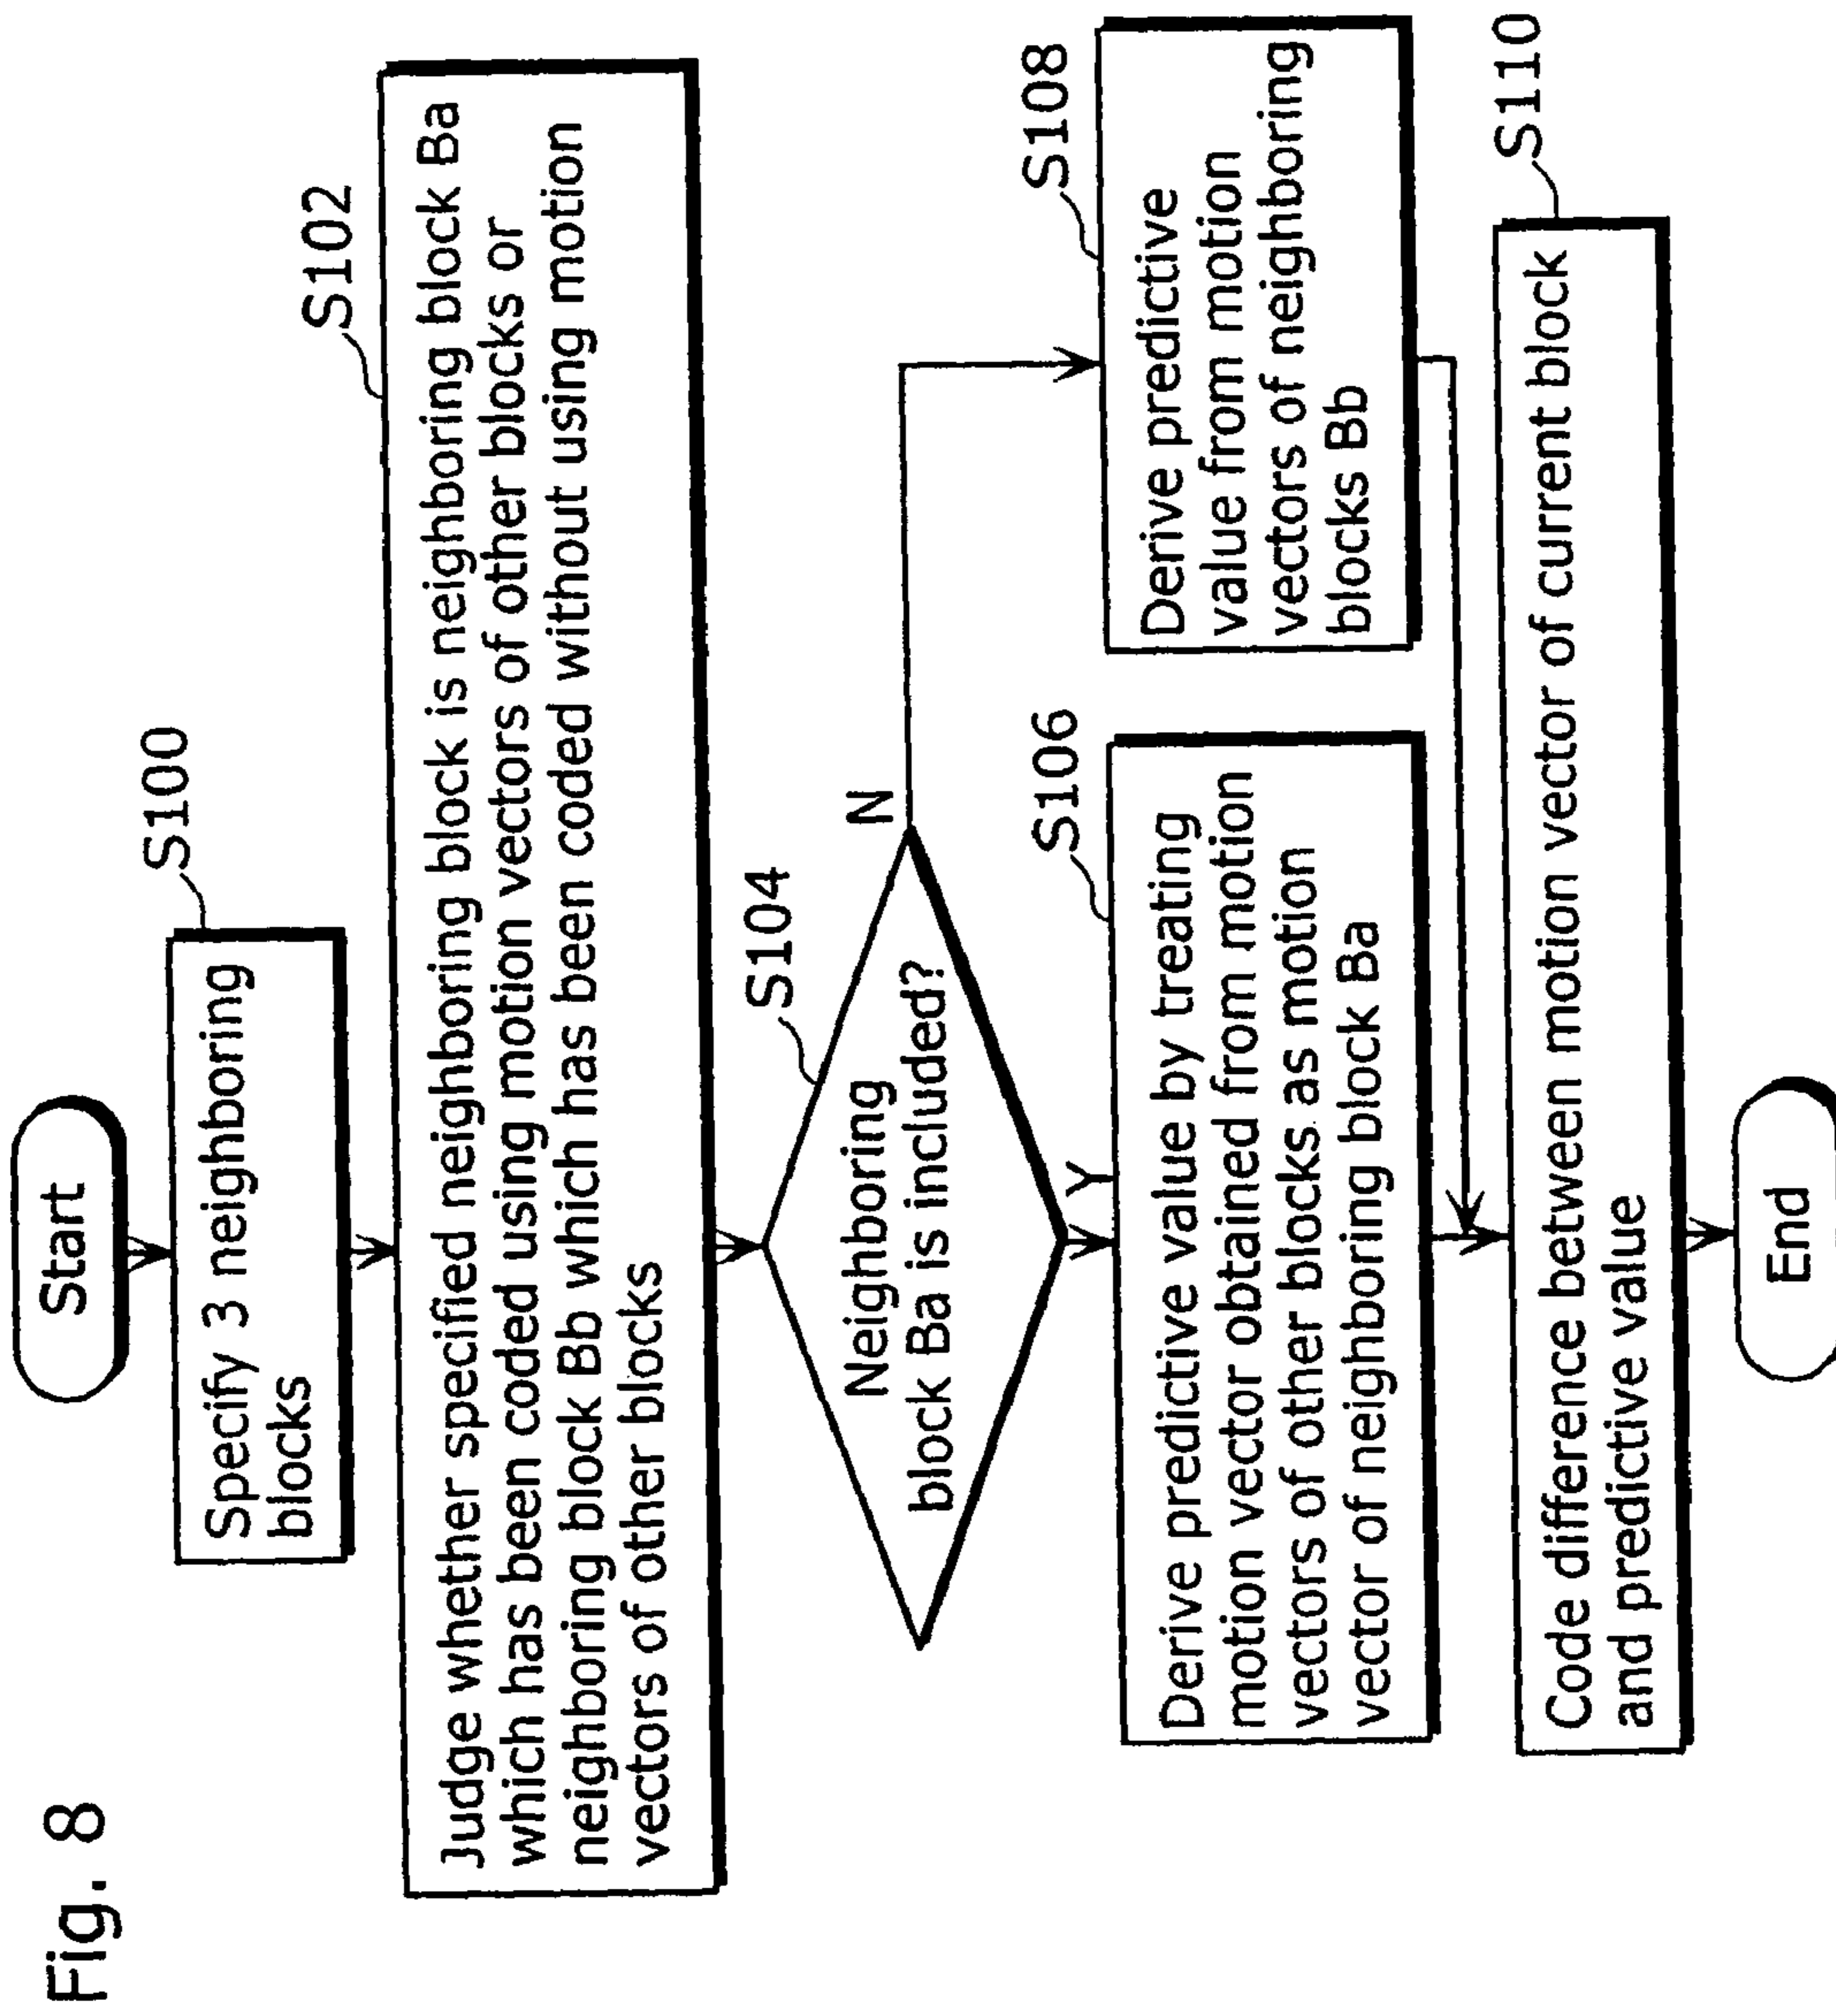 Fig. 8
Start
S100
Specify 3 neighboring
blocks
S102
Judge whether specified neighboring block is neighboring block Ba
which has been coded using motion vectors of other blocks or
neighboring block Bb which has been coded without using motion
vectors of other blocks
S104
Neighboring
block Ba is included?
N
Y
S106
Derive predictive value by treating
motion vector obtained from motion
vectors of other blocks as motion
vector of neighboring block Ba
S108
Derive predictive
value from motion
vectors of neighboring
blocks Bb
S110
Code difference between motion vector of current block
and predictive value
End